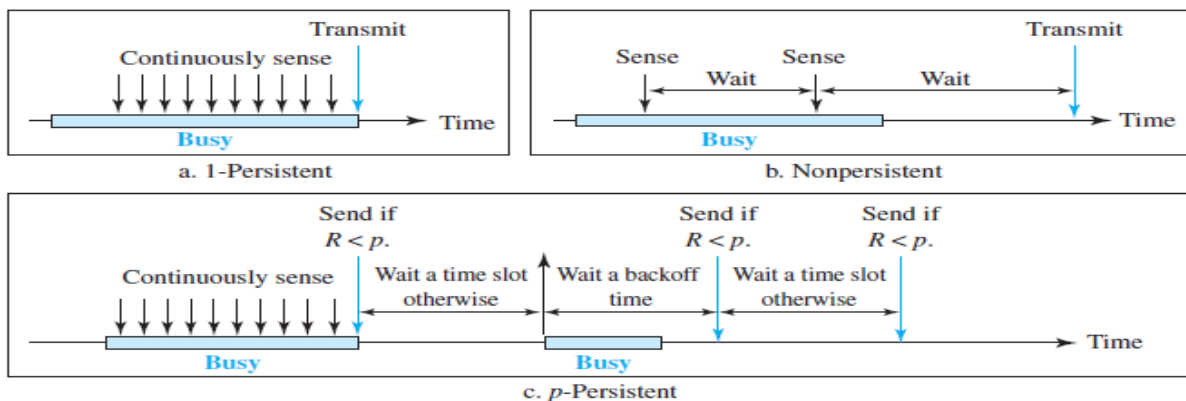 Transmit
Continuously sense
Time
Busy
a. 1-Persistent
Transmit
Sense
Sense
Wait
Wait
Time
Busy
b. Nonpersistent
Send if
R < p.
Send if
R < p.
Send if
R < p.
Continuously sense
Wait a time slot
otherwise
Wait a backoff
time
Wait a time slot
otherwise
Time
Busy
Busy
c. p-Persistent